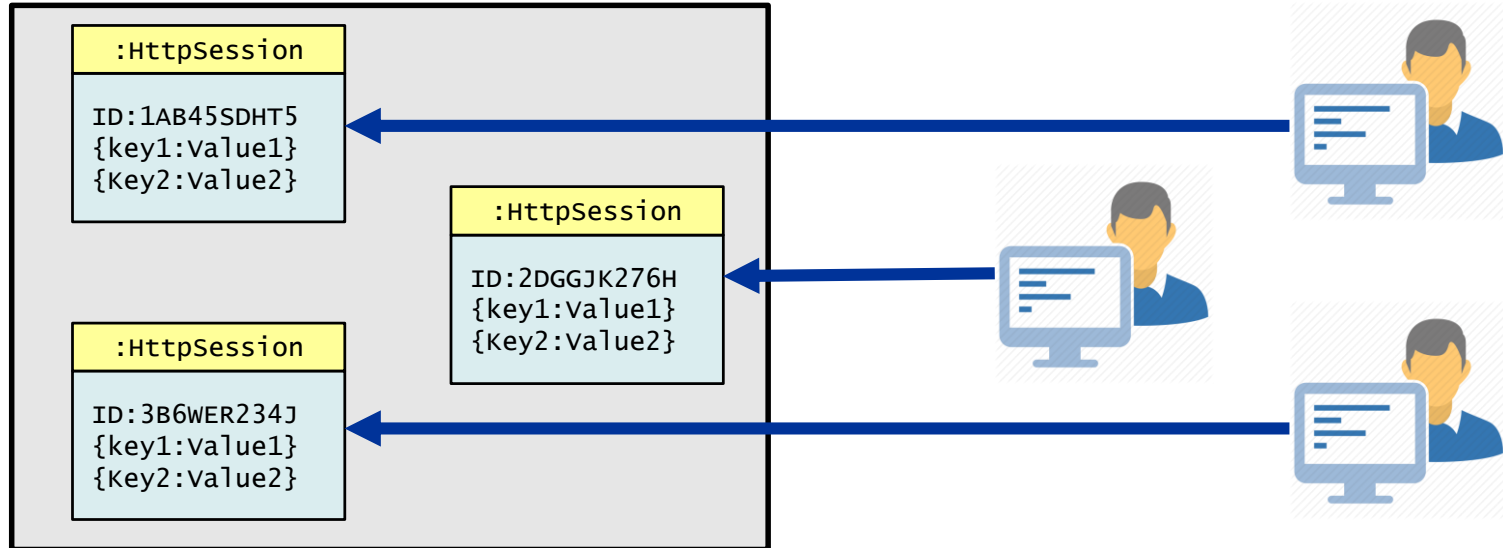 :HttpSession
ID:1AB45SDHT5
{key1:Value1}
{Key2:Value2}
:HttpSession
ID:2DGGJK276H
{key1:Value1}
{Key2:Value2}
:HttpSession
ID:3B6WER234J
{key1:Value1}
{Key2:Value2}